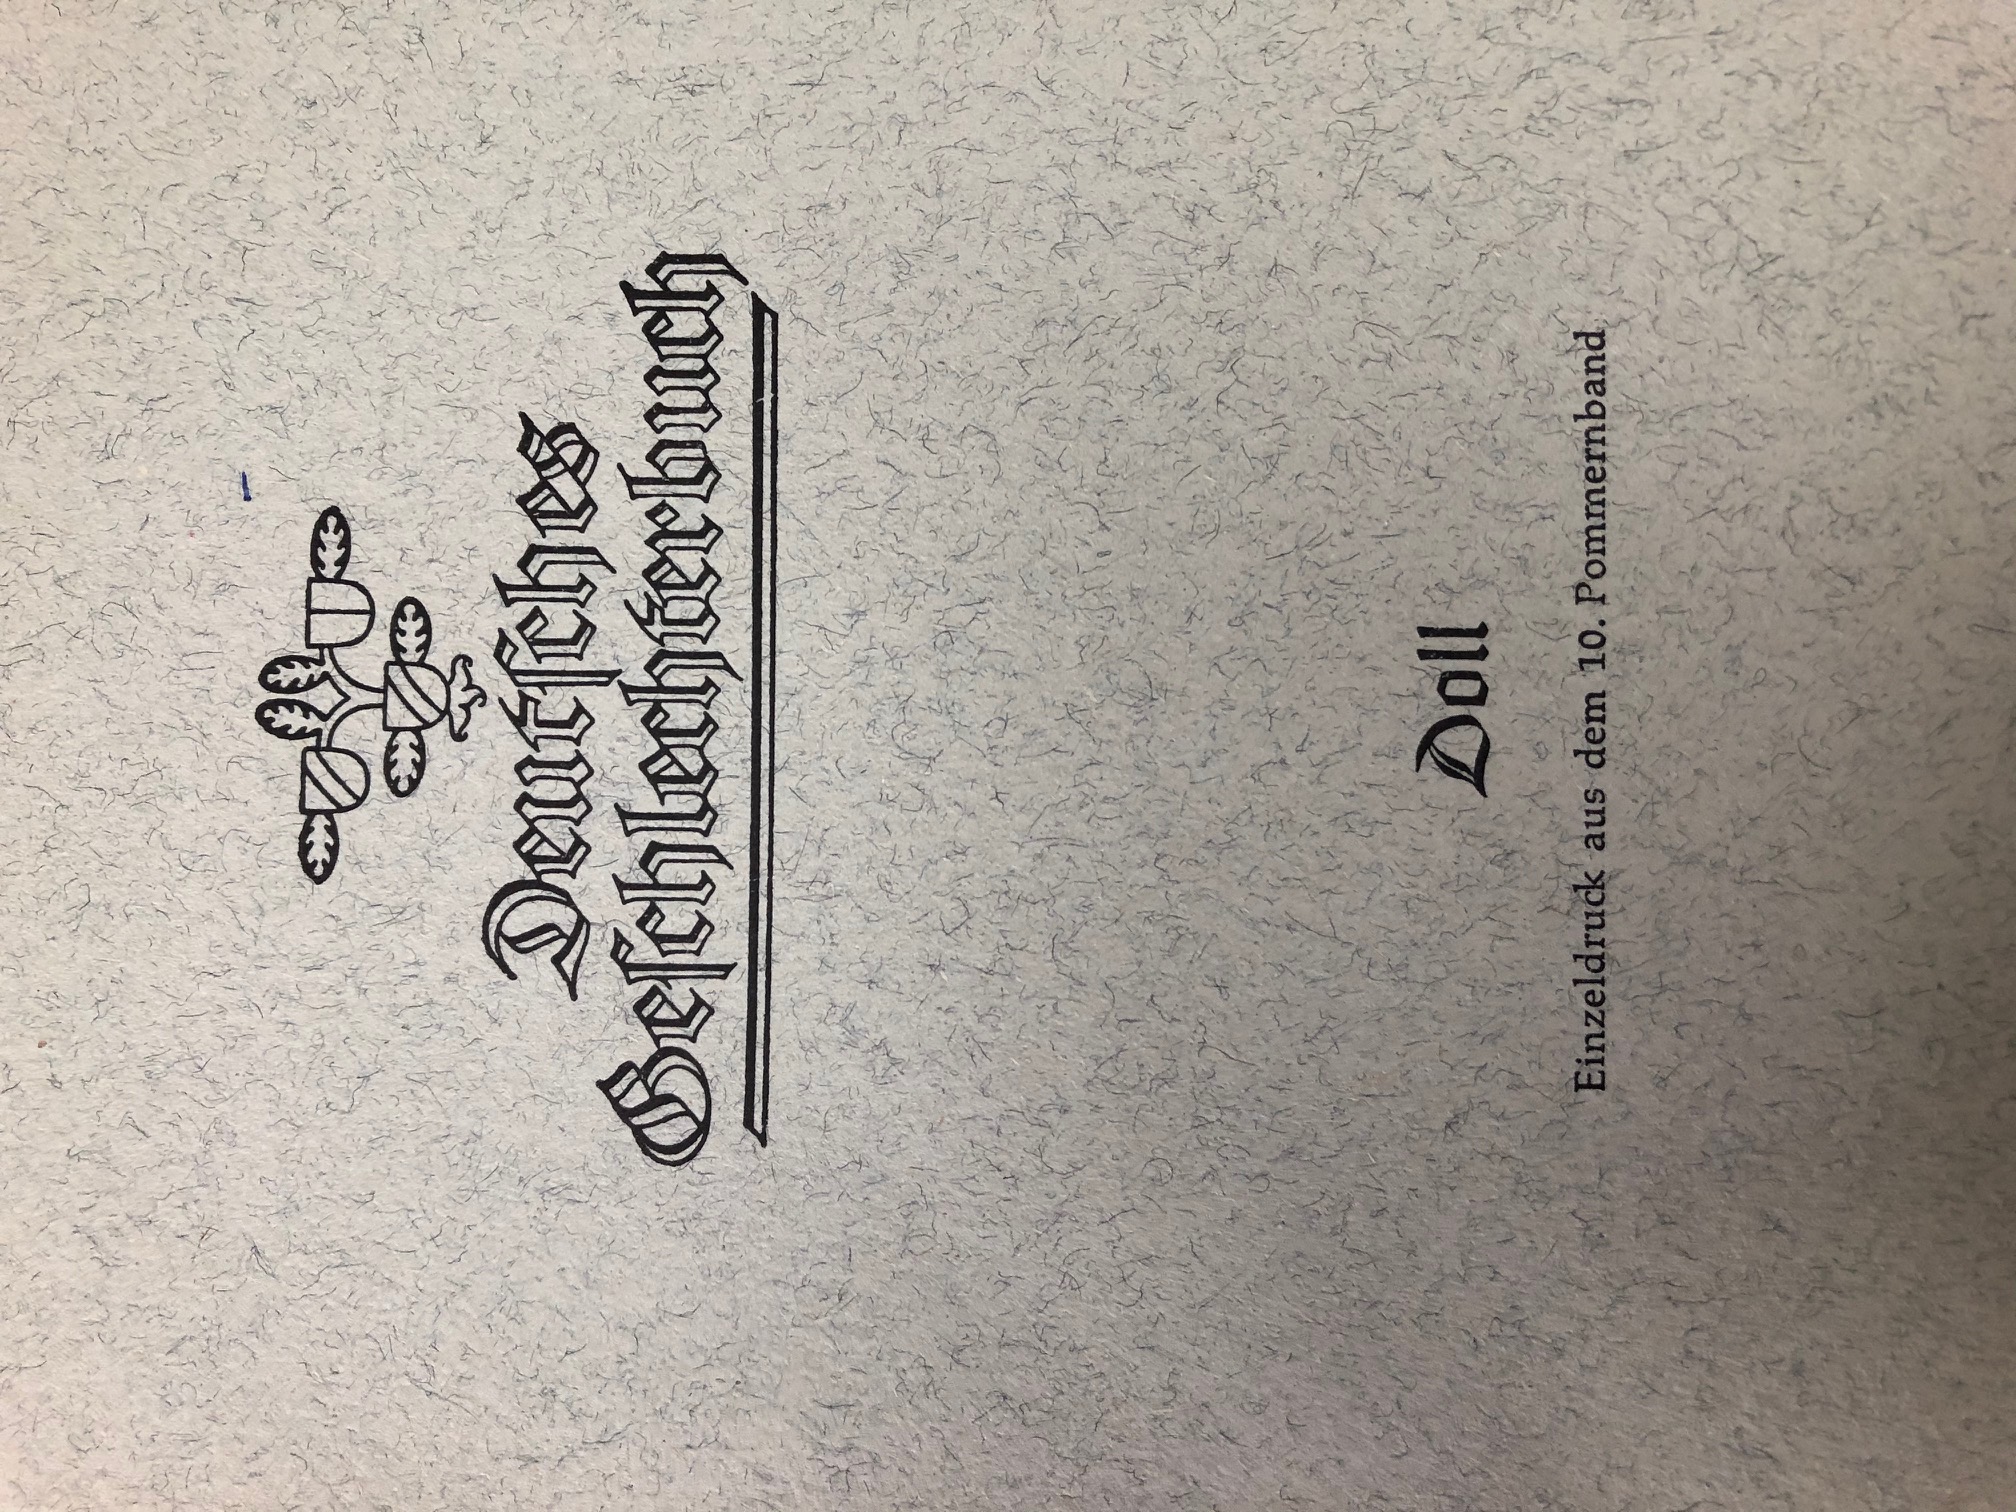 Deutſches
Geſchlechterbuch
Doll
Einzeldruck aus dem 10. Pommernband